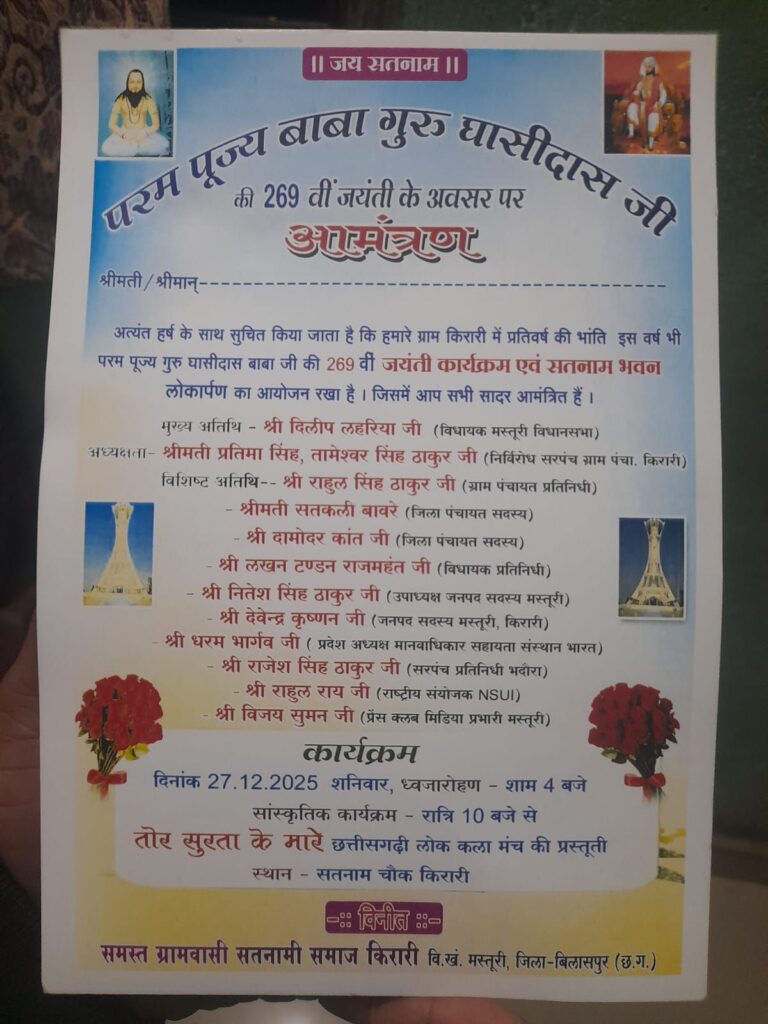 || जय सतनाम ||
परम पूज्य बाबा गुरु घासीदास जी
की 269 वीं जयंती के अवसर पर
आमंत्रण
श्रीमती/श्रीमान्----------------------------------------
अत्यंत हर्ष के साथ सुचित किया जाता है कि हमारे ग्राम किरारी में प्रतिवर्ष की भांति इस वर्ष भी
परम पूज्य गुरु घासीदास बाबा जी की 269 वीं जयंती कार्यक्रम एवं सतनाम भवन
लोकार्पण का आयोजन रखा है । जिसमें आप सभी सादर आमंत्रित हैं ।
मुख्य अतिथि - श्री दिलीप लहरिया जी (विधायक मस्तूरी विधानसभा)
अध्यक्षता- श्रीमती प्रतिमा सिंह, तामेश्वर सिंह ठाकुर जी (निर्विरोध सरपंच ग्राम पंचा. किरारी)
विशिष्ट अतिथि-- श्री राहुल सिंह ठाकुर जी (ग्राम पंचायत प्रतिनिधी)
- श्रीमती सतकली बावरे (जिला पंचायत सदस्य)
- श्री दामोदर कांत जी (जिला पंचायत सदस्य)
- श्री लखन टण्डन राजमहंत जी (विधायक प्रतिनिधी)
- श्री नितेश सिंह ठाकुर जी (उपाध्यक्ष जनपद सदस्य मस्तूरी)
- श्री देवेन्द्र कृष्णन जी (जनपद सदस्य मस्तूरी, किरारी)
- श्री धरम भार्गव जी ( प्रदेश अध्यक्ष मानवाधिकार सहायता संस्थान भारत)
- श्री राजेश सिंह ठाकुर जी (सरपंच प्रतिनिधी भदौरा)
- श्री राहुल राय जी (राष्ट्रीय संयोजक NSUI)
- श्री विजय सुमन जी (प्रेंस क्लब मिडिया प्रभारी मस्तूरी)
कार्यक्रम
दिनांक 27.12.2025 शनिवार, ध्वजारोहण - शाम 4 बजे
सांस्कृतिक कार्यक्रम - रात्रि 10 बजे से
तोर सुरता के मारे छत्तीसगढ़ी लोक कला मंच की प्रस्तूती
स्थान - सतनाम चौक किरारी
-:: विनीत ::-
समस्त ग्रामवासी सतनामी समाज किरारी वि.खं. मस्तूरी, जिला-बिलासपुर (छ.ग.)